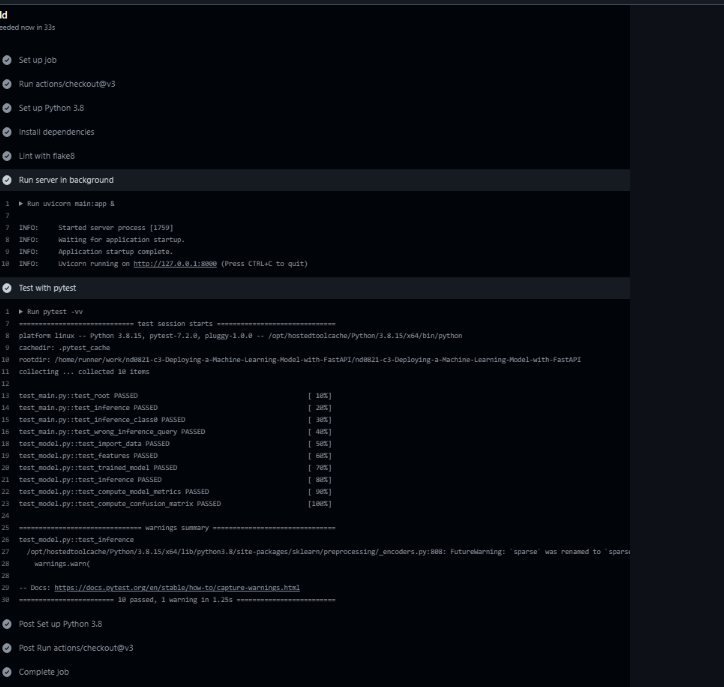 ld
eeded now in 33s
Set up job
Run actions/checkout@v3
Set up Python 3.8
Install dependencies
Lint with flake8
Run server in background
1 ▶ Run uvicorn main:app &
7
7 INFO: Started server process [1759]
8 INFO: Waiting for application startup.
9 INFO: Application startup complete.
10 INFO: Uvicorn running on http://127.0.0.1:8000 (Press CTRL+C to quit)
Test with pytest
1 ▶ Run pytest -vv
7 ============================= test session starts ==============================
8 platform linux -- Python 3.8.15, pytest-7.2.0, pluggy-1.0.0 -- /opt/hostedtoolcache/Python/3.8.15/x64/bin/python
9 cachedir: .pytest_cache
10 rootdir: /home/runner/work/nd0821-c3-Deploying-a-Machine-Learning-Model-with-FastAPI/nd0821-c3-Deploying-a-Machine-Learning-Model-with-FastAPI
11 collecting ... collected 10 items
12
13 test_main.py::test_root PASSED [ 10%]
14 test_main.py::test_inference PASSED [ 20%]
15 test_main.py::test_inference_class0 PASSED [ 30%]
16 test_main.py::test_wrong_inference_query PASSED [ 40%]
18 test_model.py::test_import_data PASSED [ 50%]
19 test_model.py::test_features PASSED [ 60%]
20 test_model.py::test_trained_model PASSED [ 70%]
21 test_model.py::test_inference PASSED [ 80%]
22 test_model.py::test_compute_model_metrics PASSED [ 90%]
23 test_model.py::test_compute_confusion_matrix PASSED [100%]
24
25 =============================== warnings summary ===============================
26 test_model.py::test_inference
27 /opt/hostedtoolcache/Python/3.8.15/x64/lib/python3.8/site-packages/sklearn/preprocessing/_encoders.py:808: FutureWarning: `sparse` was renamed to `sparse
28 warnings.warn(
28
29 -- Docs: https://docs.pytest.org/en/stable/how-to/capture-warnings.html
30 ======================== 10 passed, 1 warning in 1.25s =========================
Post Set up Python 3.8
Post Run actions/checkout@v3
Complete job